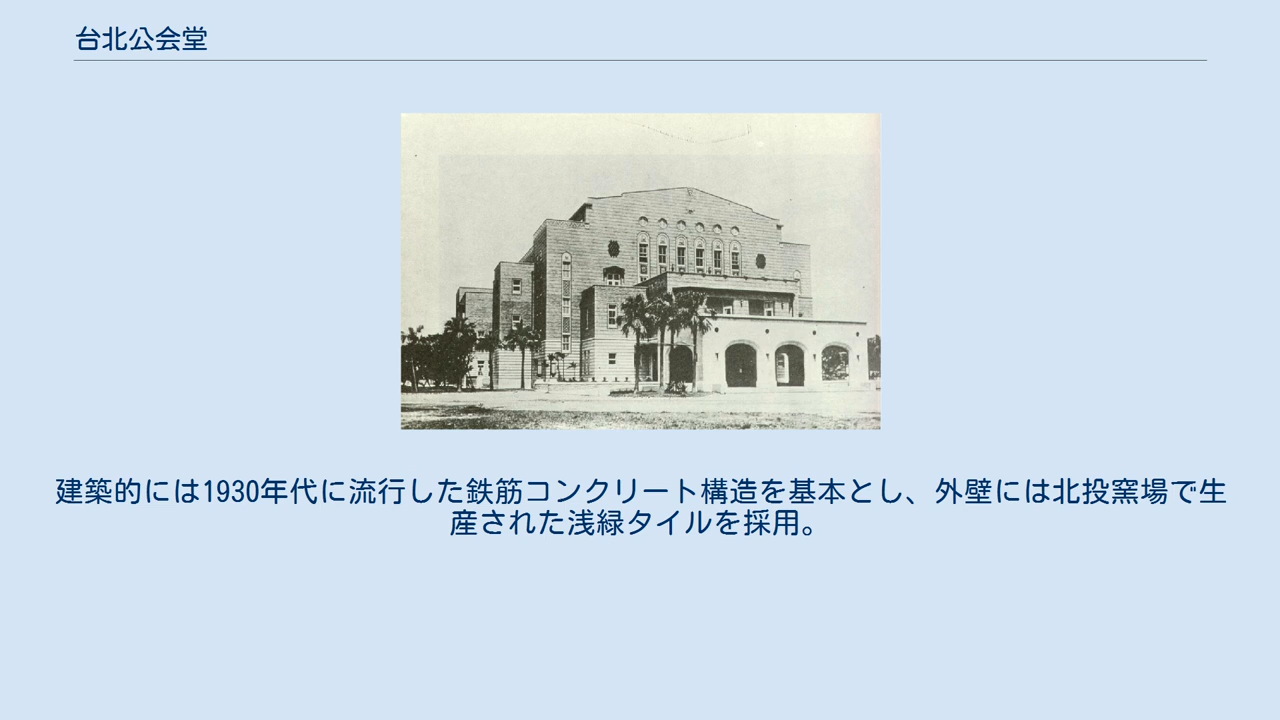 台北公会堂
建築的には1930年代に流行した鉄筋コンクリート構造を基本とし、外壁には北投窯場で生
産された浅緑タイルを採用。